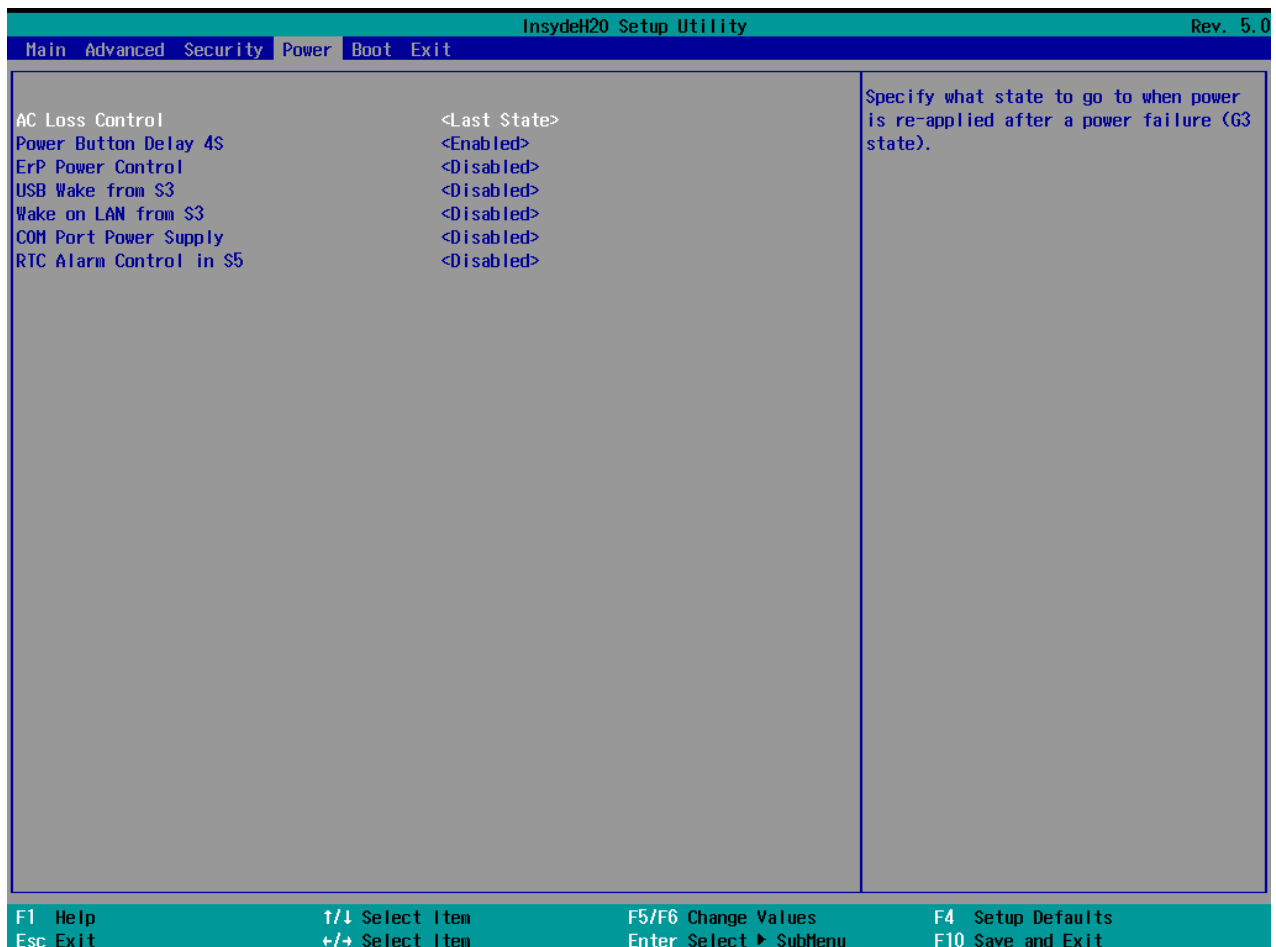 InsydeH20 Setup Utility Rev. 5.0
Main Advanced Security Power Boot Exit
AC Loss Control <Last State>
Power Button Delay 4S <Enabled>
ErP Power Control <Disabled>
USB Wake from S3 <Disabled>
Wake on LAN from S3 <Disabled>
COM Port Power Supply <Disabled>
RTC Alarm Control in S5 <Disabled>
Specify what state to go to when power
is re-applied after a power failure (G3
state).
F1 Help ↑/↓ Select Item F5/F6 Change Values F4 Setup Defaults
Esc Exit ←/→ Select Item Enter Select ▶ SubMenu F10 Save and Exit